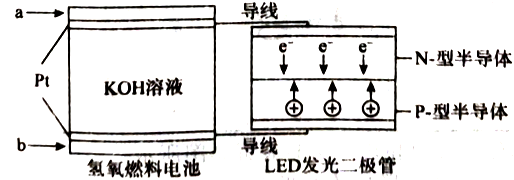 a
导线
e⁻ e⁻ e⁻
N-型半导体
Pt
KOH溶液
P-型半导体
⊕ ⊕ ⊕
b
导线
氢氧燃料电池
LED发光二极管